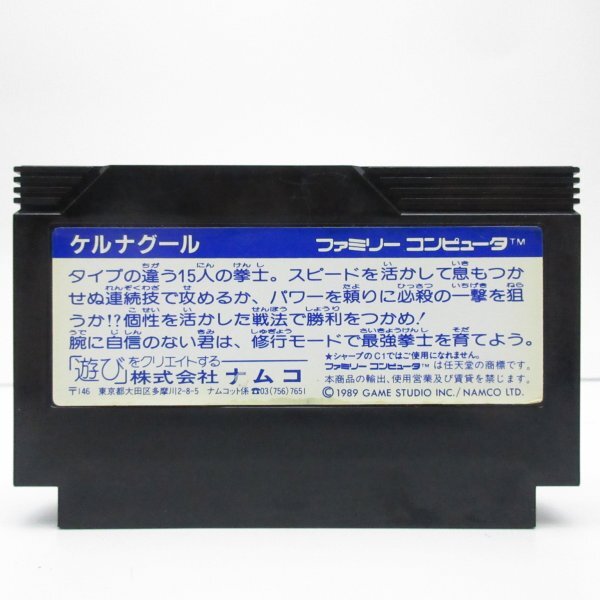 ケルナグール ファミリー コンピュータ™
タイプの違う15人の拳士。スピードを活かして息もつか
せぬ連続技で攻めるか、パワーを頼りに必殺の一撃を狙
うか!?個性を活かした戦法で勝利をつかめ!
腕に自信のない君は、修行モードで最強拳士を育てよう。
「遊び」をクリエイトする
株式会社 ナムコ
〒146 東京都大田区多摩川2-8-5 ナムコット係 ☎03(756)7651
★シャープのC1ではご使用になれません。
ファミリー コンピュータ™は任天堂の商標です。
本商品の輸出、使用営業及び賃貸を禁じます。
©1989 GAME STUDIO INC./NAMCO LTD.